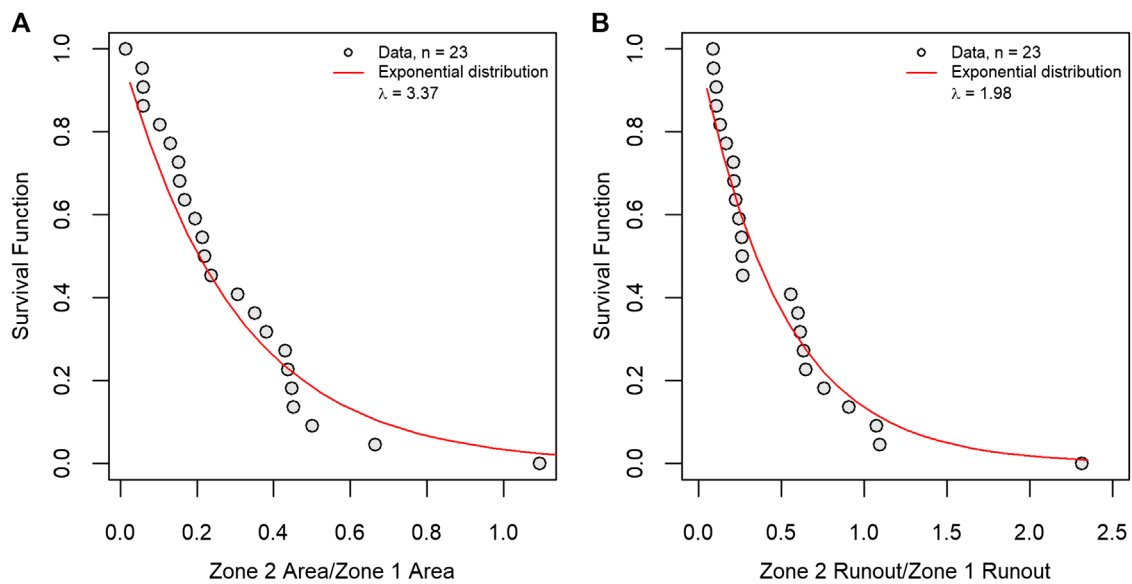 A
Data, n = 23
Exponential distribution
λ = 3.37
Survival Function
1.0
0.8
0.6
0.4
0.2
0.0
0.0 0.2 0.4 0.6 0.8 1.0
Zone 2 Area/Zone 1 Area
B
Data, n = 23
Exponential distribution
λ = 1.98
Survival Function
1.0
0.8
0.6
0.4
0.2
0.0
0.0 0.5 1.0 1.5 2.0 2.5
Zone 2 Runout/Zone 1 Runout